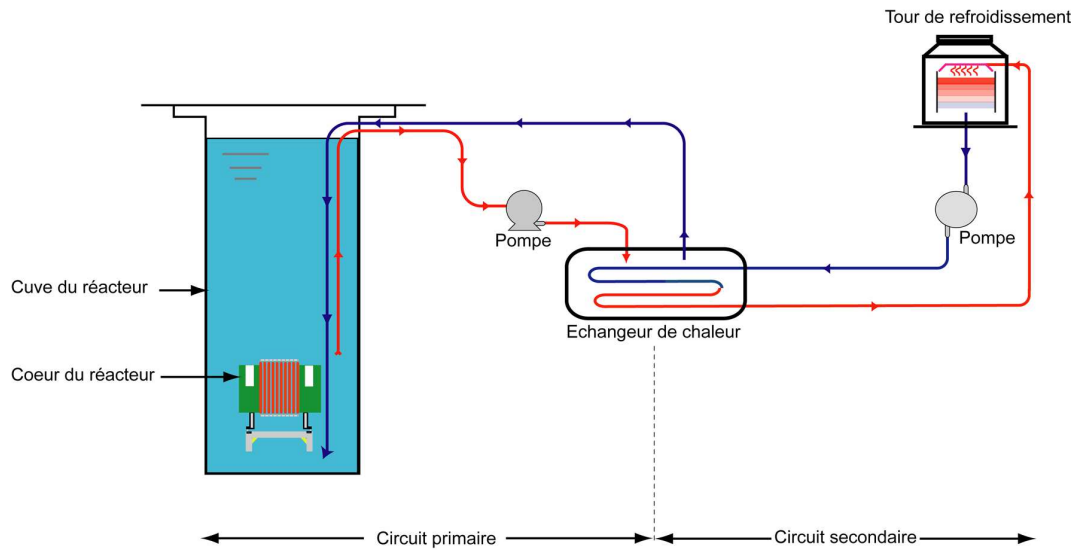 Tour de refroidissement
Pompe
Pompe
Cuve du réacteur
Echangeur de chaleur
Coeur du réacteur
Circuit primaire
Circuit secondaire